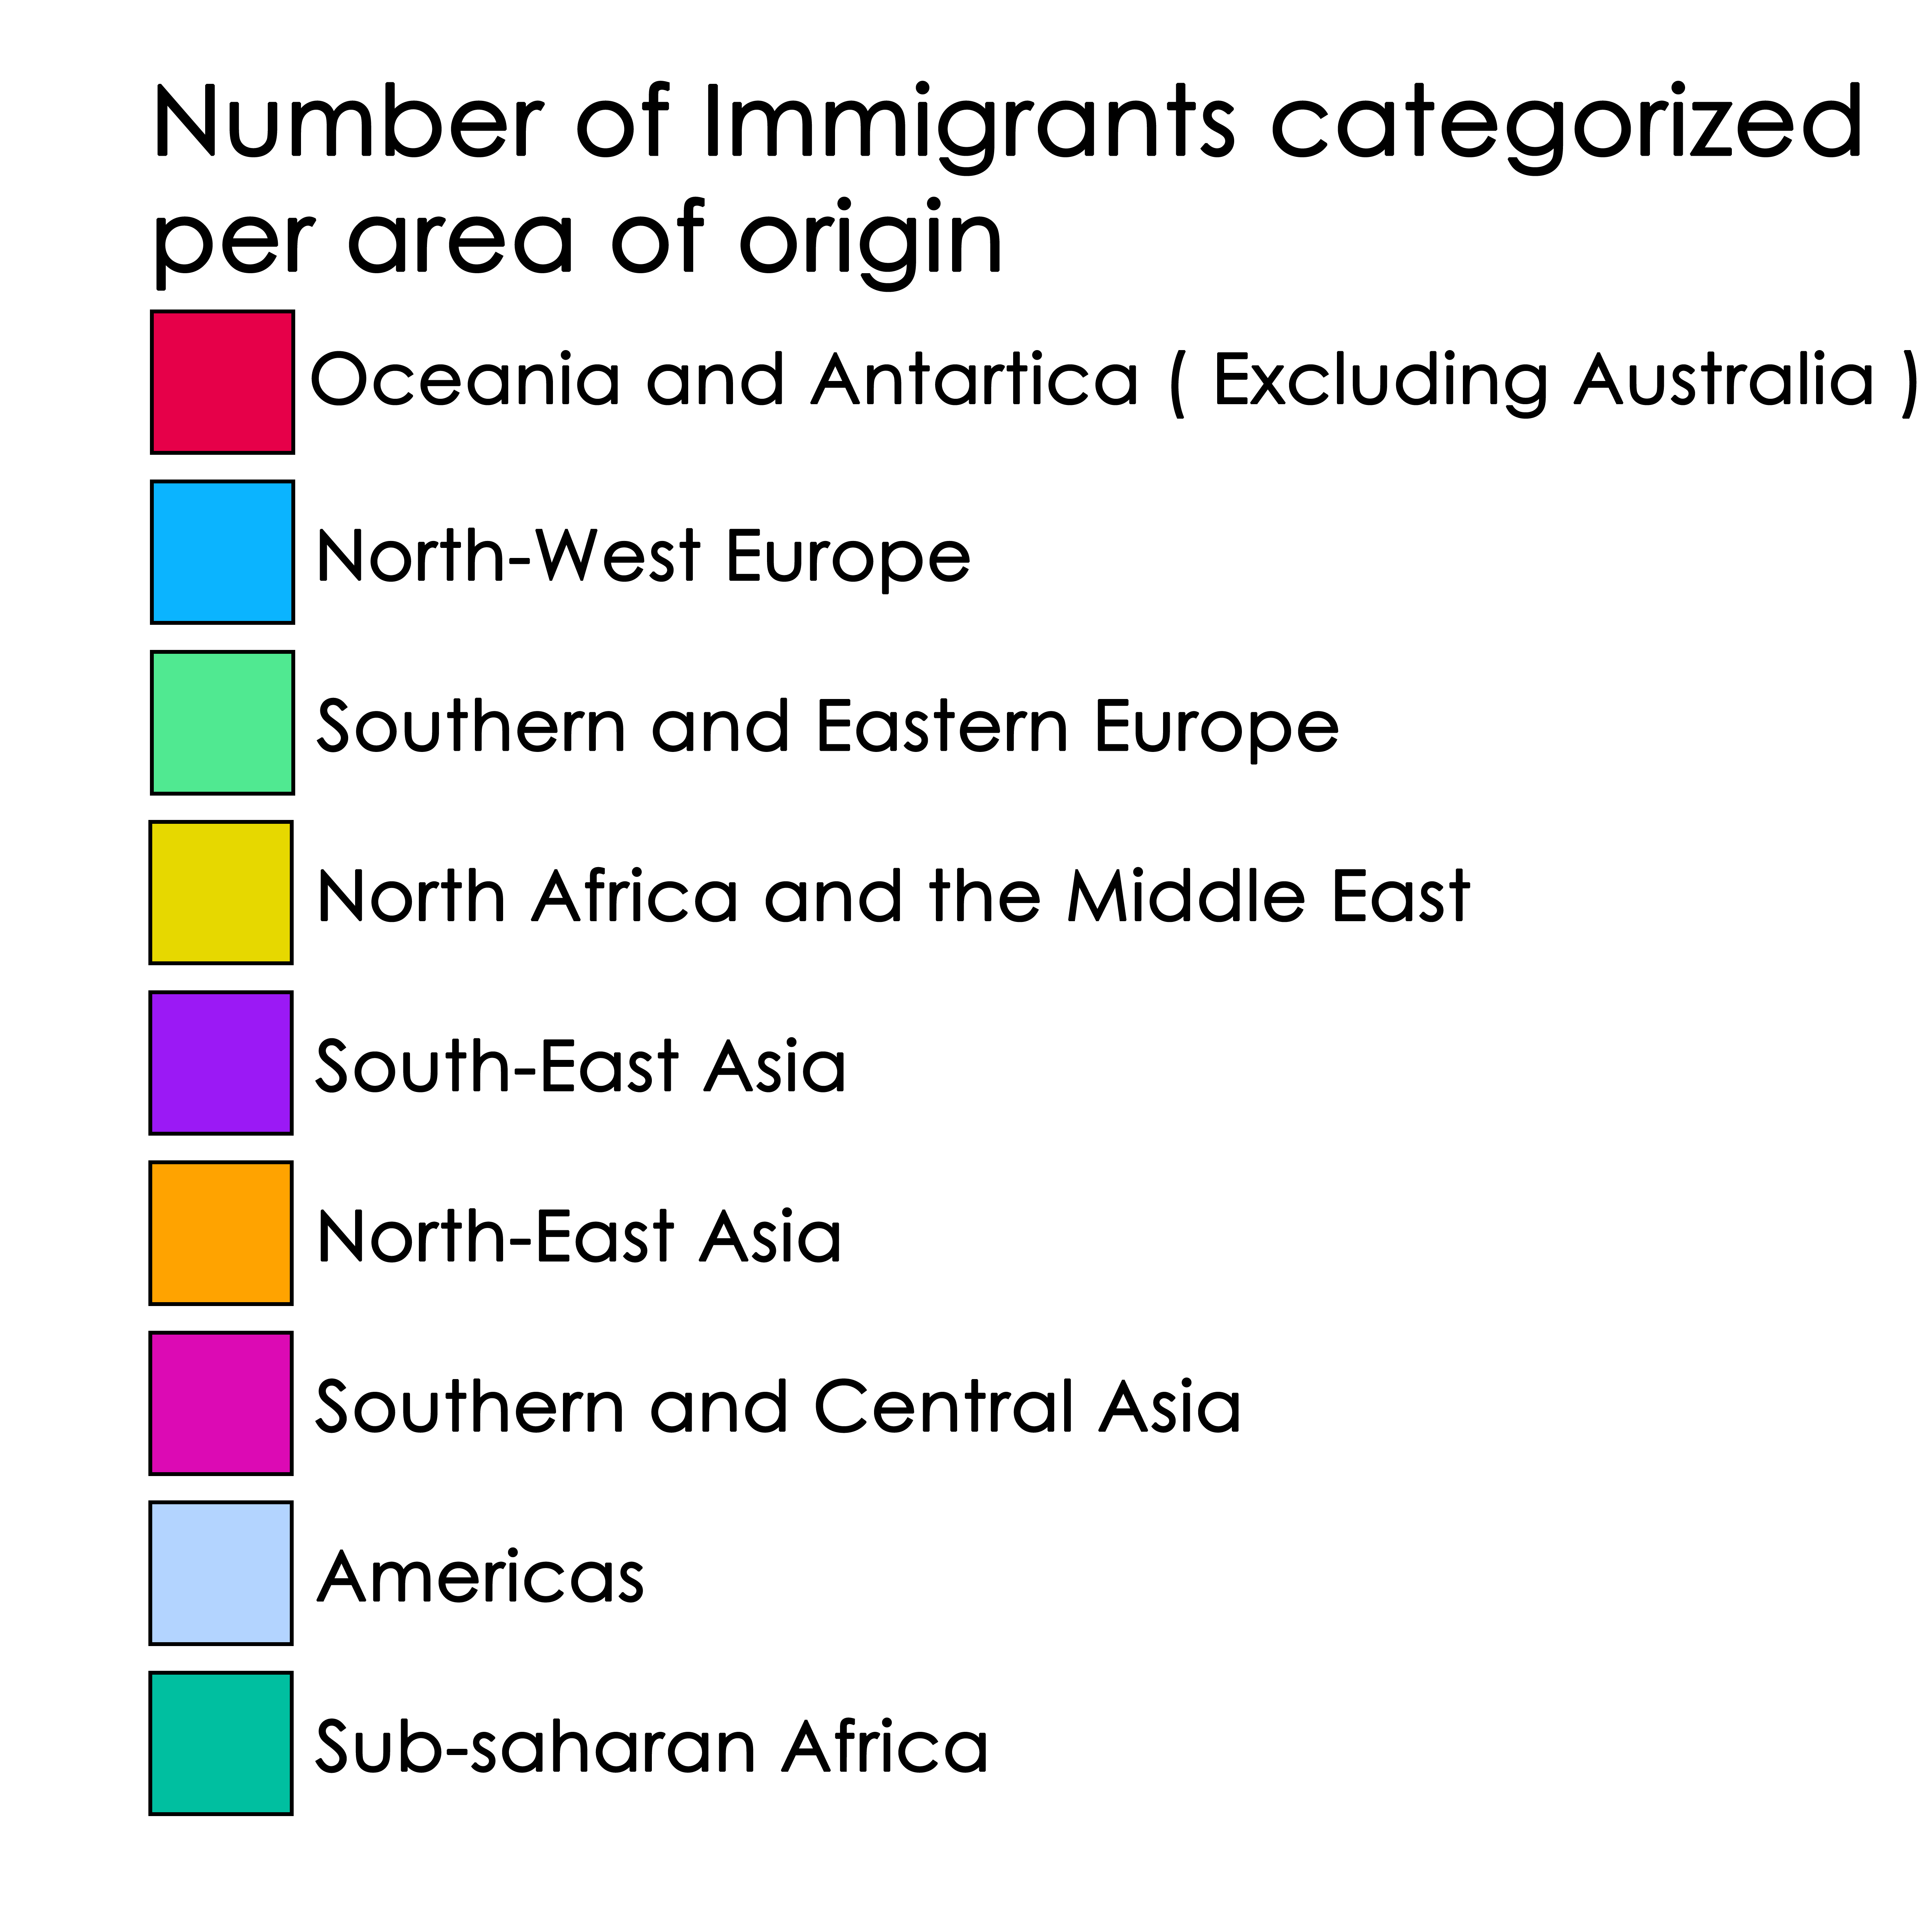 Number of Immigrants categorized
per area of origin
Oceania and Antartica ( Excluding Australia )
North-West Europe
Southern and Eastern Europe
North Africa and the Middle East
South-East Asia
North-East Asia
Southern and Central Asia
Americas
Sub-saharan Africa